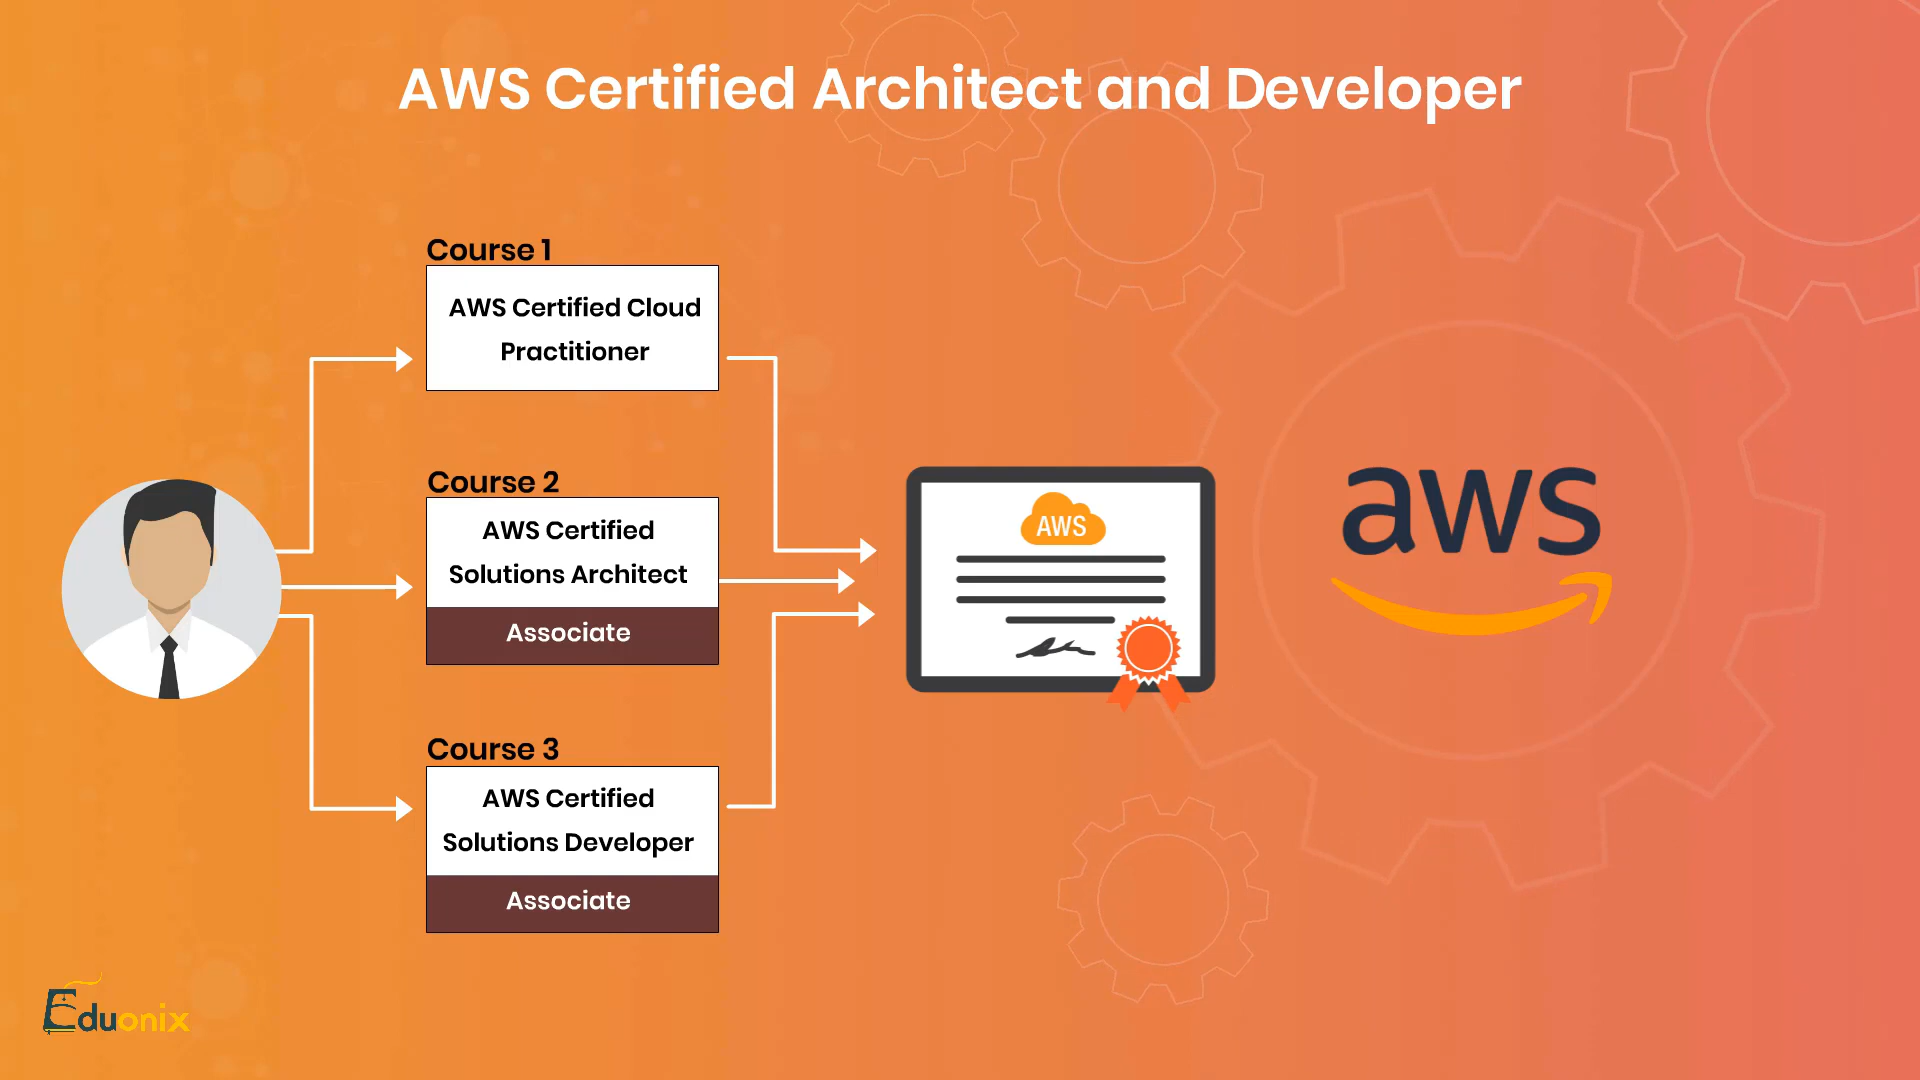 AWS Certified Architect and Developer
Course 1
AWS Certified Cloud
Practitioner
Course 2
AWS Certified
Solutions Architect
Associate
Course 3
AWS Certified
Solutions Developer
Associate
AWS
aws
Eduonix